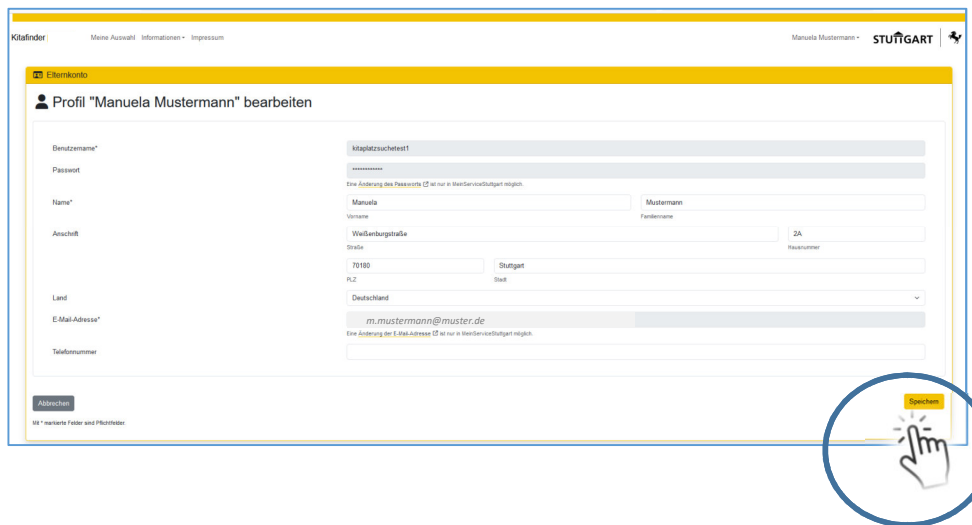 Kitafinder Meine Auswahl Informationen Impressum Manuela Mustermann STUTTGART
Elternkonto
Profil "Manuela Mustermann" bearbeiten
Benutzername* kitaplatzsuchetest1
Passwort ************
Eine Änderung des Passworts ist nur in MeinServiceStuttgart möglich.
Name* Manuela Mustermann
Vorname Familienname
Anschrift Weißenburgstraße 2A
Straße Hausnummer
70180 Stuttgart
PLZ Stadt
Land Deutschland
E-Mail-Adresse* m.mustermann@muster.de
Eine Änderung der E-Mail-Adresse ist nur in MeinServiceStuttgart möglich.
Telefonnummer
Abbrechen Speichern
Mit * markierte Felder sind Pflichtfelder.